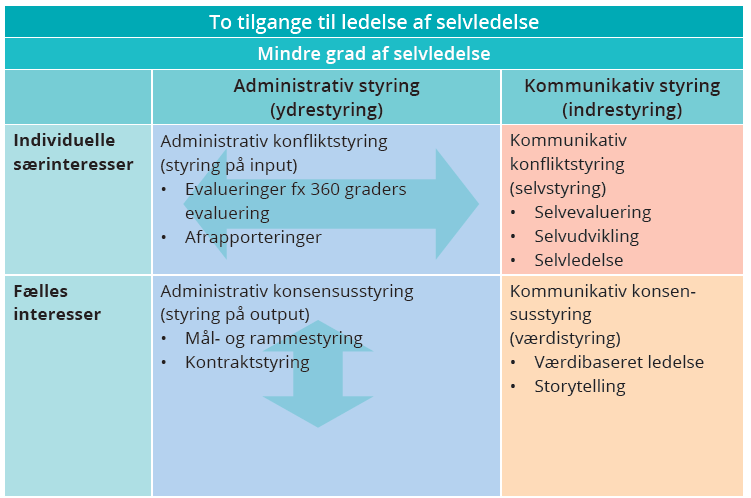 To tilgange til ledelse af selvledelse
Mindre grad af selvledelse
Administrativ styring
(ydrestyring)
Kommunikativ styring
(indrestyring)
Individuelle
særinteresser
Administrativ konfliktstyring
(styring på input)
• Evalueringer fx 360 graders
evaluering
• Afrapporteringer
Kommunikativ
konfliktstyring
(selvstyring)
• Selvevaluering
• Selvudvikling
• Selvledelse
Fælles
interesser
Administrativ konsensusstyring
(styring på output)
• Mål- og rammestyring
• Kontraktstyring
Kommunikativ konsen-
susstyring
(værdistyring)
• Værdibaseret ledelse
• Storytelling